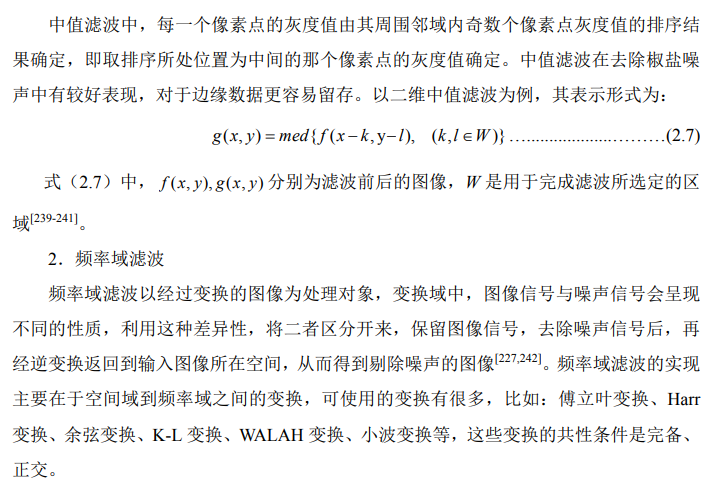 中值滤波中，每一个像素点的灰度值由其周围邻域内奇数个像素点灰度值的排序结
果确定，即取排序所处位置为中间的那个像素点的灰度值确定。中值滤波在去除椒盐噪
声中有较好表现，对于边缘数据更容易留存。以二维中值滤波为例，其表示形式为：
g(x,y)=med{f(x−k,y−l), (k,l∈W)}…......................………(2.7)
式（2.7）中， f(x,y),g(x,y)分别为滤波前后的图像，W 是用于完成滤波所选定的区
域[239-241]。
2．频率域滤波
频率域滤波以经过变换的图像为处理对象，变换域中，图像信号与噪声信号会呈现
不同的性质，利用这种差异性，将二者区分开来，保留图像信号，去除噪声信号后，再
经逆变换返回到输入图像所在空间，从而得到剔除噪声的图像[227,242]。频率域滤波的实现
主要在于空间域到频率域之间的变换，可使用的变换有很多，比如：傅立叶变换、Harr
变换、余弦变换、K-L 变换、WALAH 变换、小波变换等，这些变换的共性条件是完备、
正交。